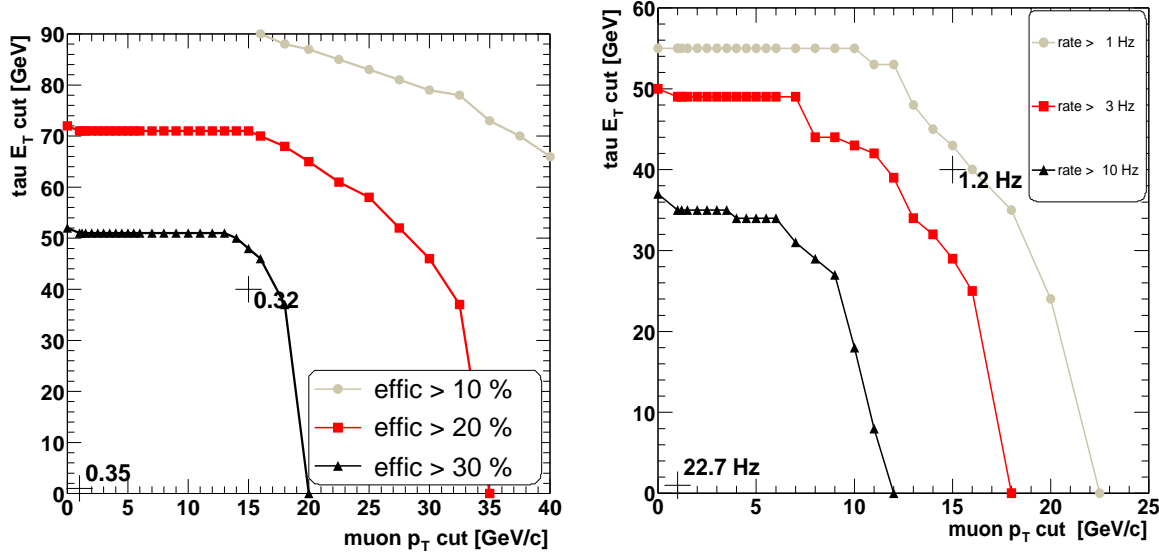 tau E_T cut [GeV]
90
80
70
60
50
40
30
20
10
0
0.32
0.35
effic > 10 %
effic > 20 %
effic > 30 %
0 5 10 15 20 25 30 35 40
muon p_T cut [GeV/c]
tau E_T cut [GeV]
60
50
40
30
20
10
0
rate > 1 Hz
rate > 3 Hz
rate > 10 Hz
1.2 Hz
22.7 Hz
0 5 10 15 20 25
muon p_T cut [GeV/c]